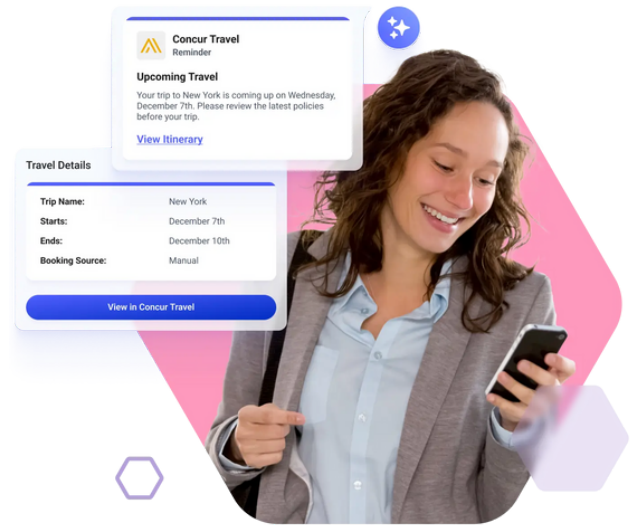 Concur Travel
Reminder
Upcoming Travel
Your trip to New York is coming up on Wednesday,
December 7th. Please review the latest policies
before your trip.
View Itinerary
Travel Details
Trip Name: New York
Starts: December 7th
Ends: December 10th
Booking Source: Manual
View in Concur Travel